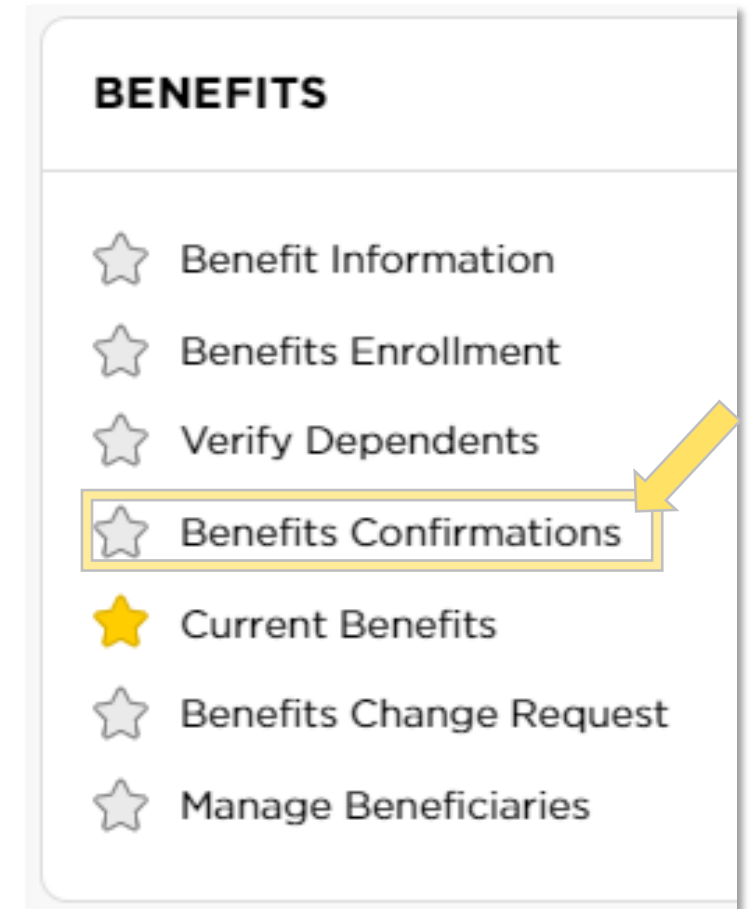 BENEFITS
Benefit Information
Benefits Enrollment
Verify Dependents
Benefits Confirmations
Current Benefits
Benefits Change Request
Manage Beneficiaries